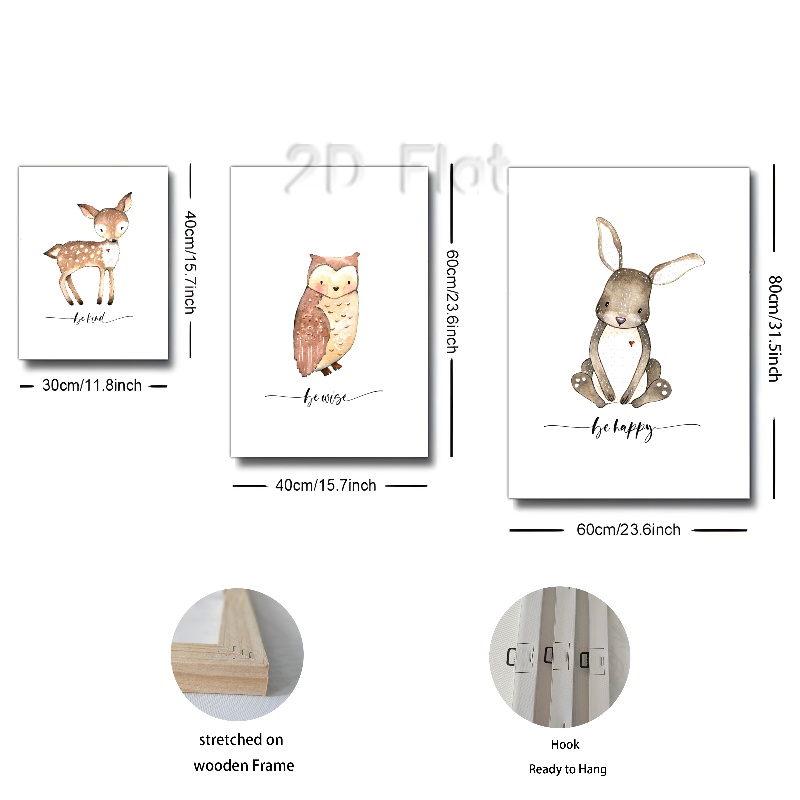 2D Flat
40cm/15.7inch
60cm/23.6inch
80cm/31.5inch
be kind
30cm/11.8inch
be wise
40cm/15.7inch
be happy
60cm/23.6inch
stretched on
wooden Frame
Hook
Ready to Hang